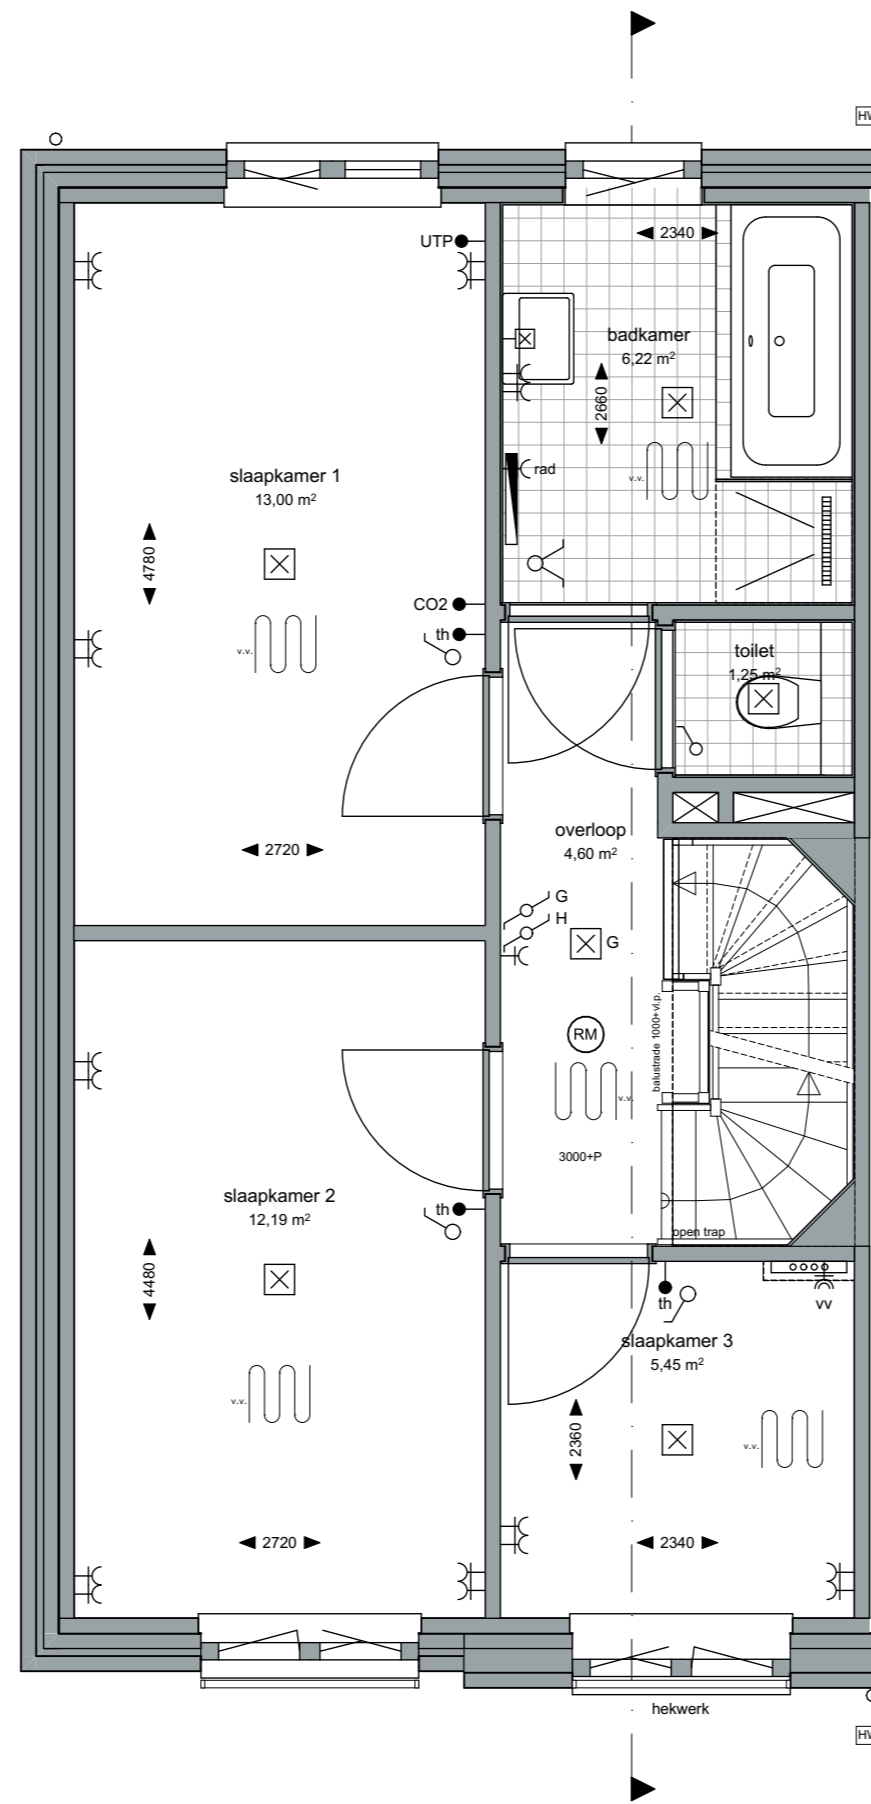 HW
UTP
2340
badkamer
6,22 m²
2660
rad
v.v.
slaapkamer 1
13,00 m²
4780
v.v.
CO2
th
toilet
1,25 m²
2720
overloop
4,60 m²
G
H
G
RM
balustrade 1000+vl.p.
v.v.
3000+P
open trap
slaapkamer 2
12,19 m²
th
4480
v.v.
2720
th
vv
slaapkamer 3
5,45 m²
2360
v.v.
2340
hekwerk